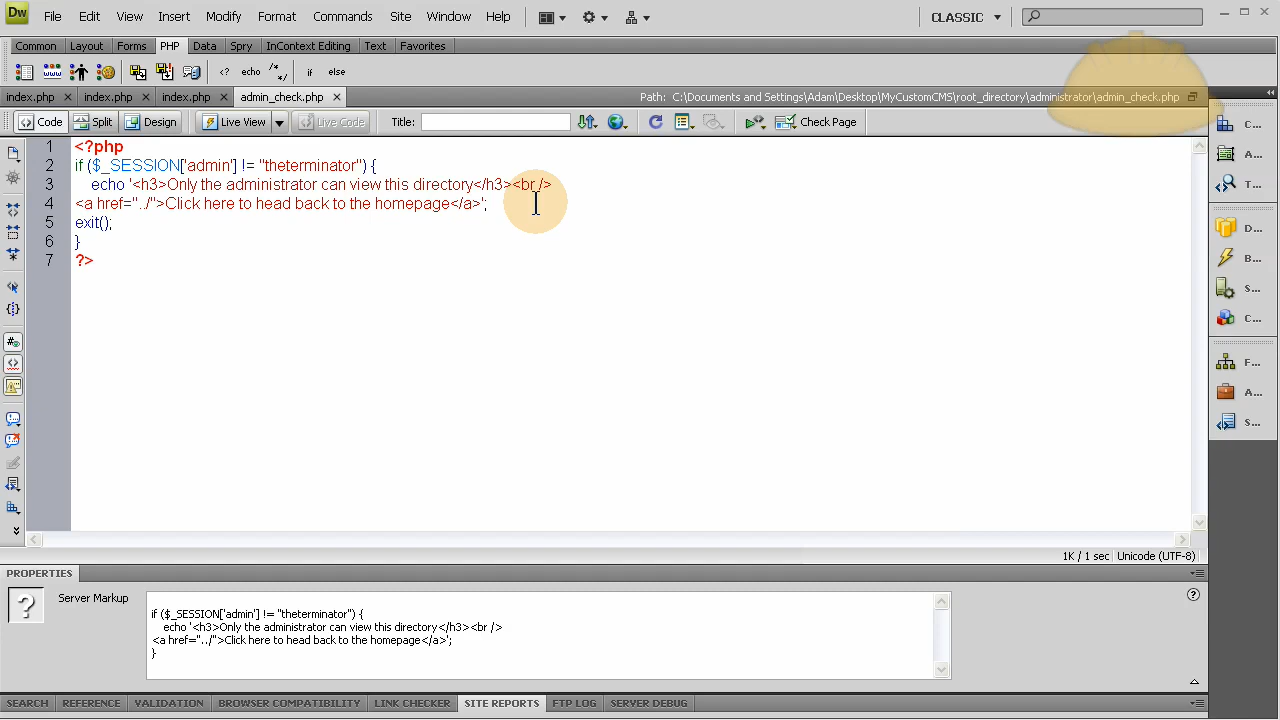 Dw File Edit View Insert Modify Format Commands Site Window Help CLASSIC
Common Layout Forms PHP Data Spry InContext Editing Text Favorites
<? echo /*/ if else
index.php × index.php × index.php × admin_check.php × Path: C:\Documents and Settings\Adam\Desktop\MyCustomCMS\root_directory\administrator\admin_check.php
Code Split Design Live View Live Code Title: Check Page
1 <?php
2 if ($_SESSION['admin'] != "theterminator") {
3 echo '<h3>Only the administrator can view this directory</h3><br />
4 <a href="../">Click here to head back to the homepage</a>';
5 exit();
6 }
7 ?>
C...
A...
T...
D...
B...
S...
C...
F...
A...
S...
1K / 1 sec Unicode (UTF-8)
PROPERTIES
Server Markup
if ($_SESSION['admin'] != "theterminator") {
echo '<h3>Only the administrator can view this directory</h3><br />
<a href="../">Click here to head back to the homepage</a>';
}
SEARCH REFERENCE VALIDATION BROWSER COMPATIBILITY LINK CHECKER SITE REPORTS FTP LOG SERVER DEBUG